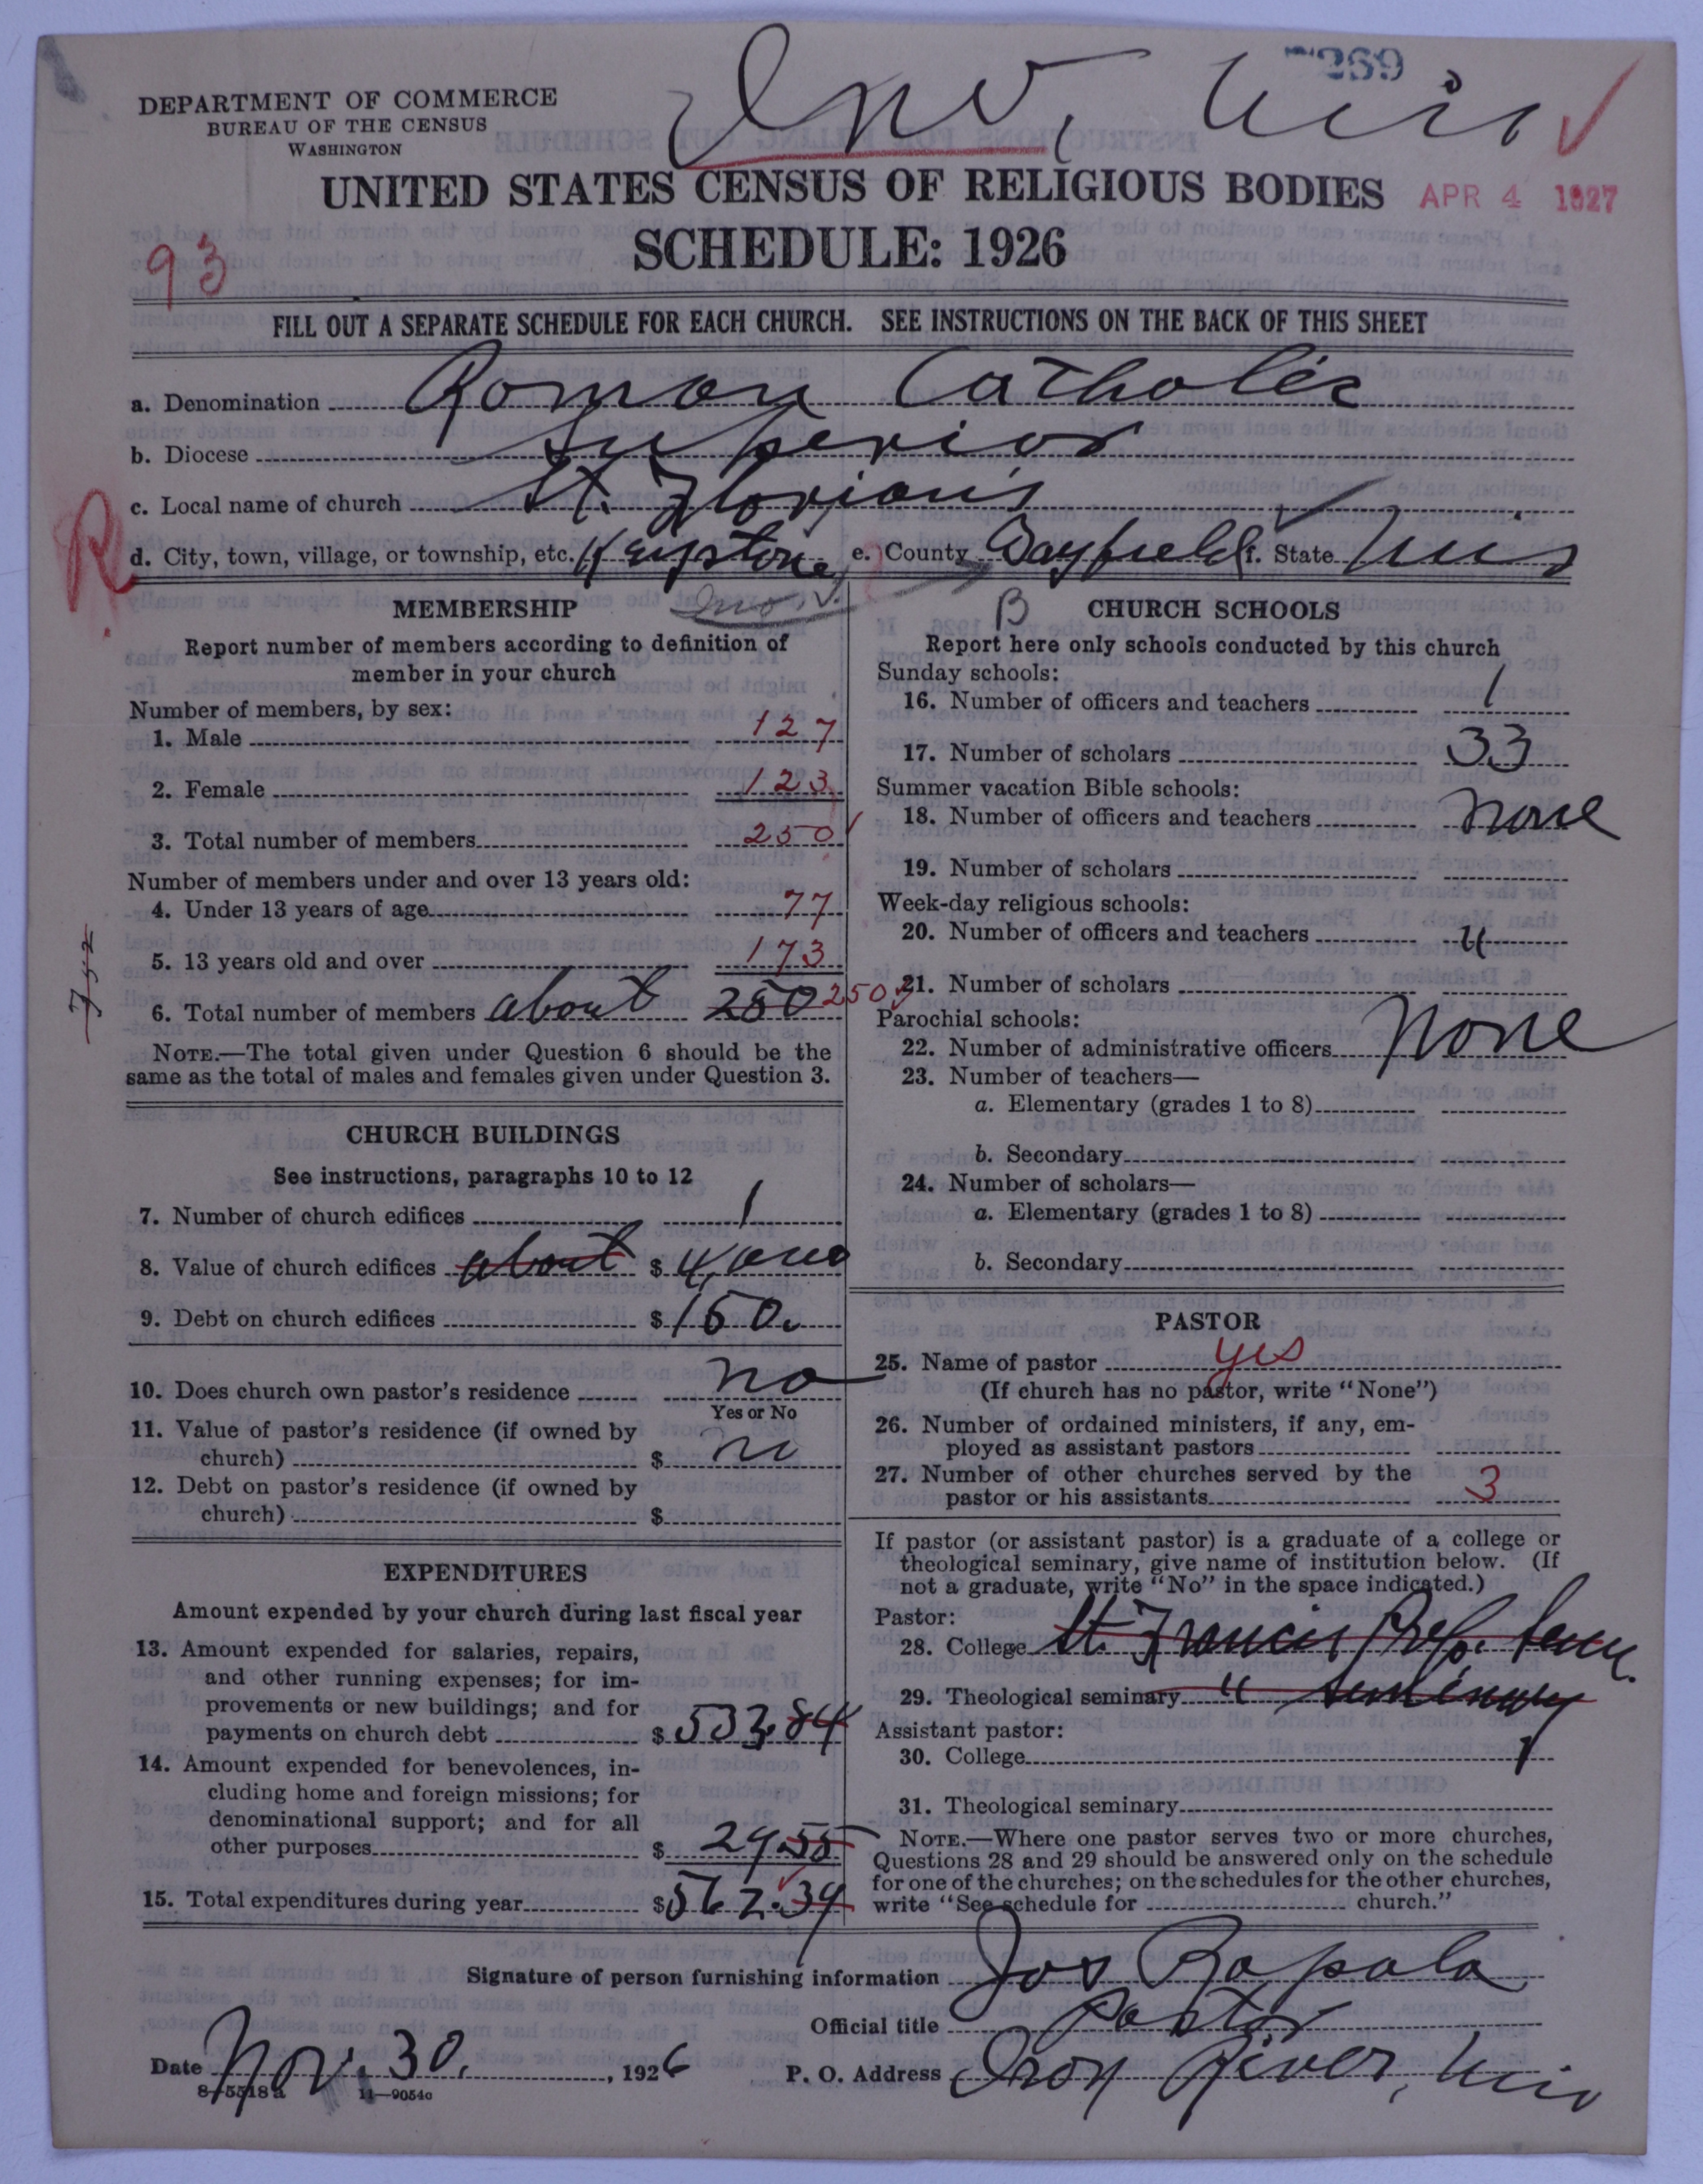 269
Ino. Wis
DEPARTMENT OF COMMERCE
BUREAU OF THE CENSUS
WASHINGTON
UNITED STATES CENSUS OF RELIGIOUS BODIES
APR 4 1927
SCHEDULE: 1926
93
FILL OUT A SEPARATE SCHEDULE FOR EACH CHURCH. SEE INSTRUCTIONS ON THE BACK OF THIS SHEET
a. Denomination Roman Catholic
b. Diocese Superior
c. Local name of church St. Florian's
R
d. City, town, village, or township, etc. Keystone e. County Bayfield f. State Wis
MEMBERSHIP
Ino
Report number of members according to definition of
member in your church
Number of members, by sex:
1. Male 127
2. Female 123
3. Total number of members 250
Number of members under and over 13 years old:
4. Under 13 years of age 77
5. 13 years old and over 173
6. Total number of members about 250 250
752
NOTE.—The total given under Question 6 should be the
same as the total of males and females given under Question 3.
CHURCH BUILDINGS
See instructions, paragraphs 10 to 12
7. Number of church edifices 1
8. Value of church edifices about $ 4,000
9. Debt on church edifices $ 150.
10. Does church own pastor's residence no
Yes or No
11. Value of pastor's residence (if owned by
church) $ no
12. Debt on pastor's residence (if owned by
church) $
EXPENDITURES
Amount expended by your church during last fiscal year
13. Amount expended for salaries, repairs,
and other running expenses; for im-
provements or new buildings; and for
payments on church debt $ 533.84
14. Amount expended for benevolences, in-
cluding home and foreign missions; for
denominational support; and for all
other purposes $ 29.55
15. Total expenditures during year $ 562.39
B
CHURCH SCHOOLS
Report here only schools conducted by this church
Sunday schools:
16. Number of officers and teachers 1
17. Number of scholars 33
Summer vacation Bible schools:
18. Number of officers and teachers none
19. Number of scholars
Week-day religious schools:
20. Number of officers and teachers "
21. Number of scholars
Parochial schools:
22. Number of administrative officers none
23. Number of teachers—
a. Elementary (grades 1 to 8)
b. Secondary
24. Number of scholars—
a. Elementary (grades 1 to 8)
b. Secondary
PASTOR
25. Name of pastor yes
(If church has no pastor, write "None")
26. Number of ordained ministers, if any, em-
ployed as assistant pastors
27. Number of other churches served by the
pastor or his assistants 3
If pastor (or assistant pastor) is a graduate of a college or
theological seminary, give name of institution below. (If
not a graduate, write "No" in the space indicated.)
Pastor:
28. College St. Francis Prep. Sem.
29. Theological seminary " Seminary
Assistant pastor:
30. College
31. Theological seminary
NOTE.—Where one pastor serves two or more churches,
Questions 28 and 29 should be answered only on the schedule
for one of the churches; on the schedules for the other churches,
write "See schedule for church."
Signature of person furnishing information Jos Rapala
Official title Pastor
Date Nov. 30, 1926 P. O. Address Iron River, Wis
8-5518a 11-9054o